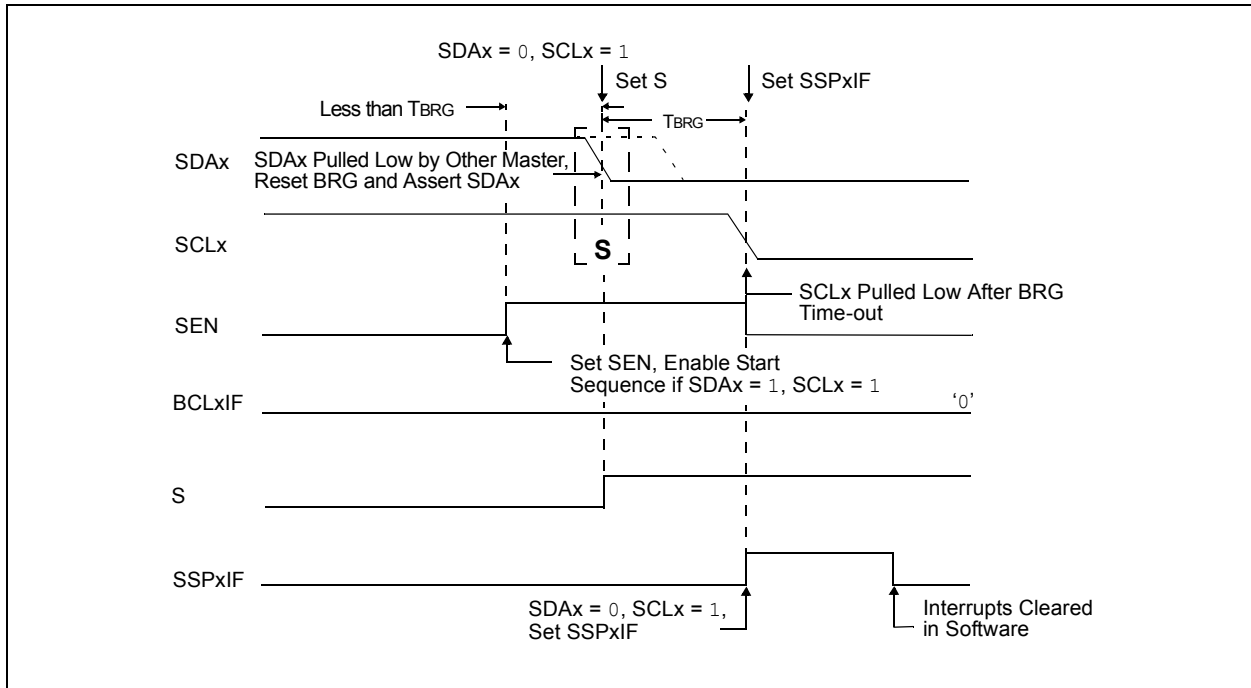 SDAx = 0, SCLx = 1
Set S
Set SSPxIF
Less than TBRG
TBRG
SDAx
SDAx Pulled Low by Other Master,
Reset BRG and Assert SDAx
SCLx
S
SCLx Pulled Low After BRG
Time-out
SEN
Set SEN, Enable Start
Sequence if SDAx = 1, SCLx = 1
BCLxIF
‘0’
S
SSPxIF
SDAx = 0, SCLx = 1,
Set SSPxIF
Interrupts Cleared
in Software